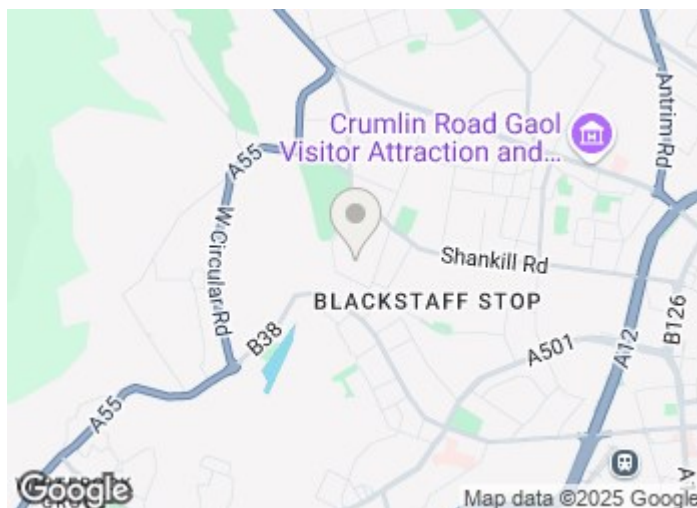 Crumlin Road Gaol
Visitor Attraction and...
Antrim Rd
A55
W Circular Rd
Shankill Rd
BLACKSTAFF STOP
B126
B38
A501
A12
A55
A
Google
Map data ©2025 Google